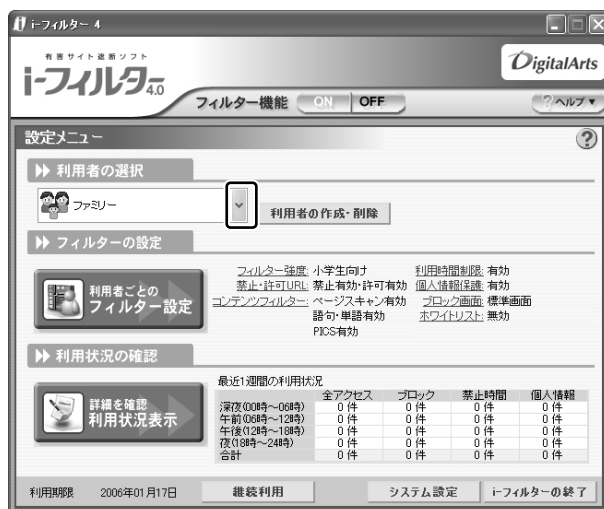 i-フィルター 4
有害サイト遮断ソフト
i-フィルター4.0
DigitalArts
フィルター機能 ON OFF
?ヘルプ▼
設定メニュー ?
利用者の選択
ファミリー 利用者の作成・削除
フィルターの設定
利用者ごとの
フィルター設定
フィルター強度: 小学生向け 利用時間制限: 有効
禁止・許可URL: 禁止有効・許可有効 個人情報保護: 有効
コンテンツフィルター: ページスキャン有効 ブロック画面: 標準画面
語句・単語有効 ホワイトリスト: 無効
PICS有効
利用状況の確認
詳細を確認
利用状況表示
最近1週間の利用状況
全アクセス ブロック 禁止時間 個人情報
深夜(00時〜06時) 0 件 0 件 0 件 0 件
午前(06時〜12時) 0 件 0 件 0 件 0 件
午後(12時〜18時) 0 件 0 件 0 件 0 件
夜(18時〜24時) 0 件 0 件 0 件 0 件
合計 0 件 0 件 0 件 0 件
利用期限 2006年01月17日 継続利用 システム設定 i-フィルターの終了